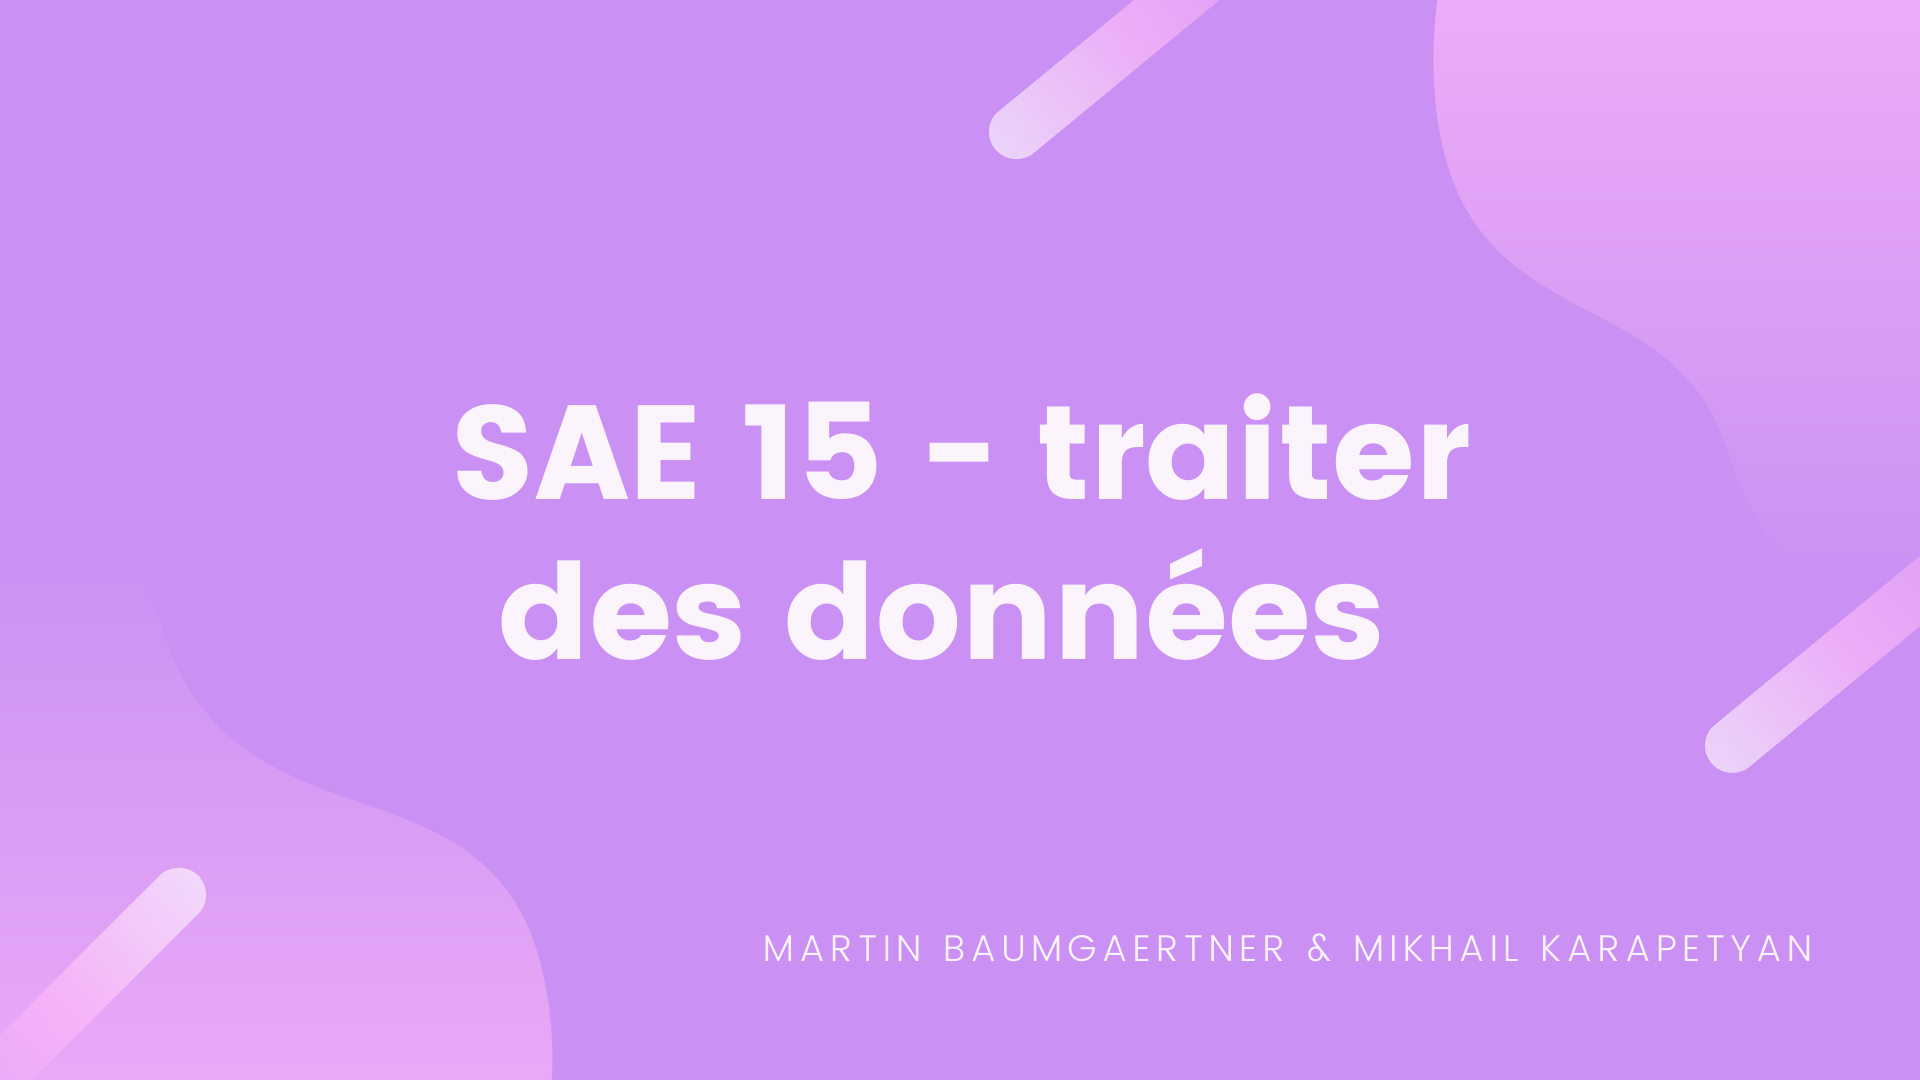 SAE 15 - traiter
des données
MARTIN BAUMGAERTNER & MIKHAIL KARAPETYAN